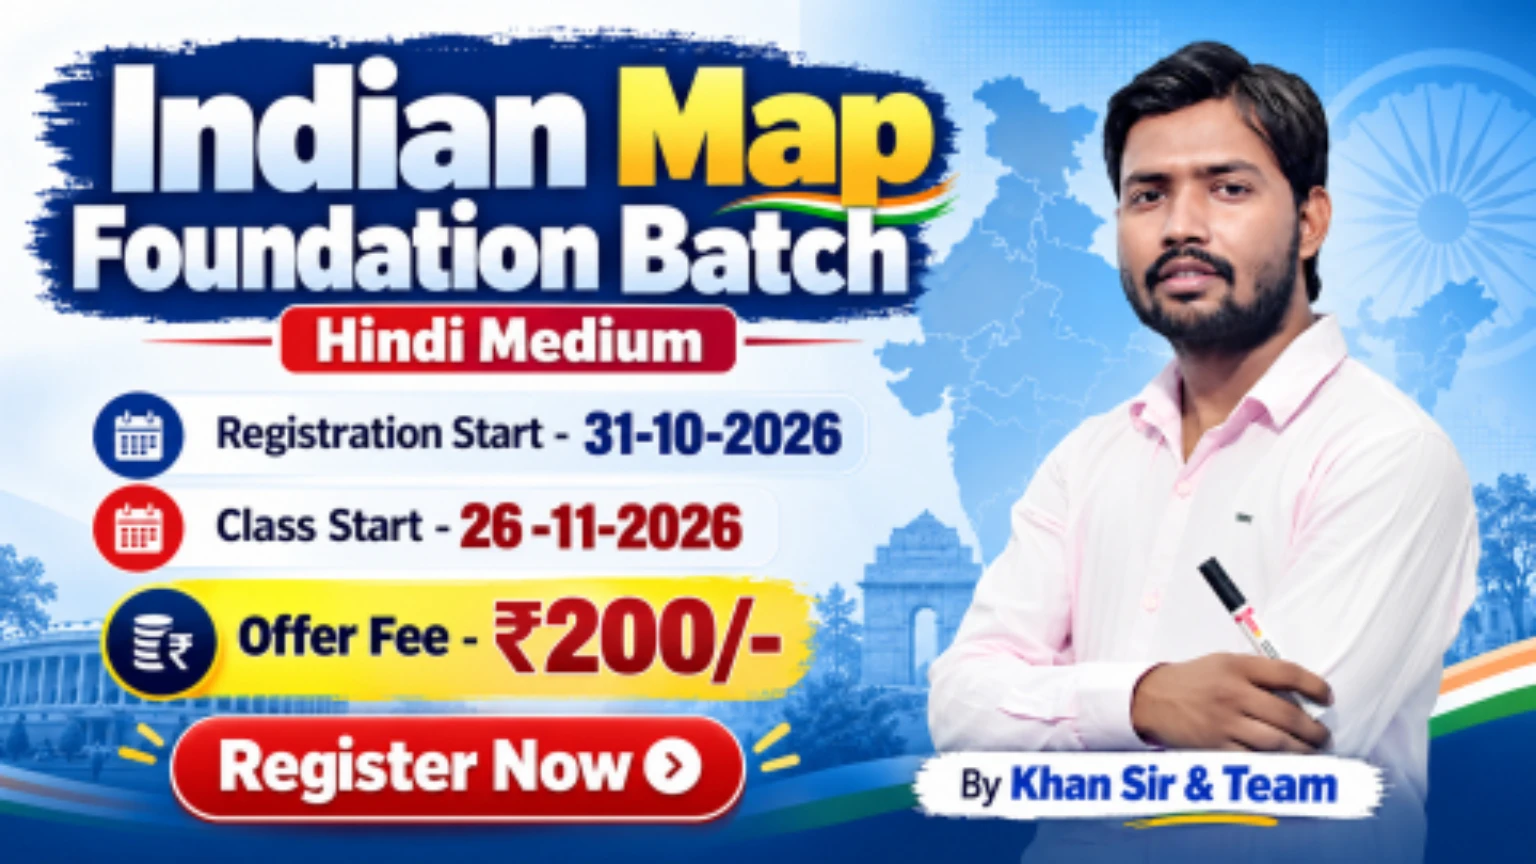 Indian Map
Foundation Batch
Hindi Medium
Registration Start - 31-10-2026
Class Start - 26 -11-2026
Offer Fee - ₹200/-
₹
Register Now
By Khan Sir & Team